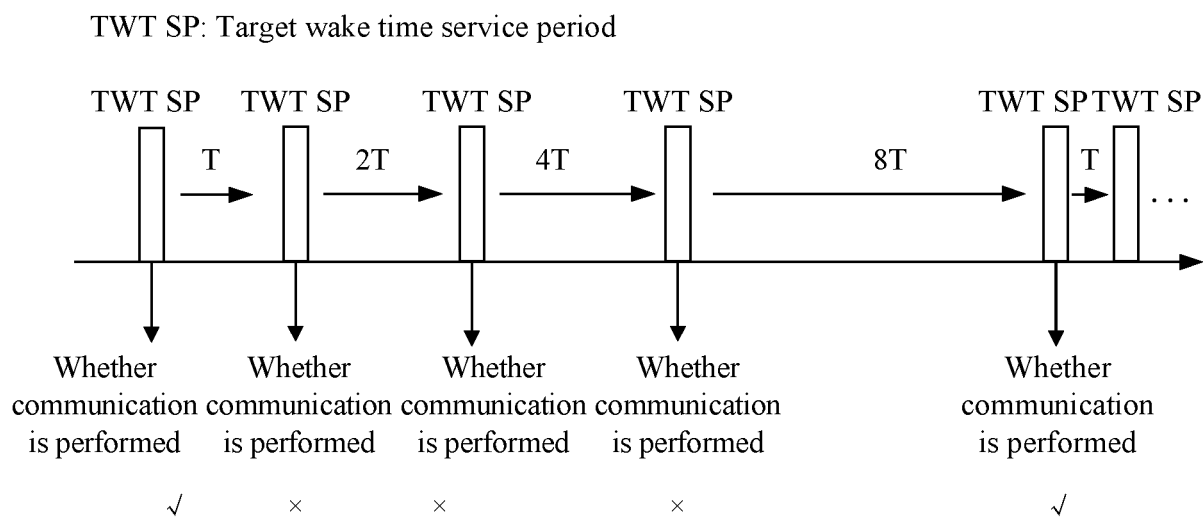 TWT SP: Target wake time service period
TWT SP TWT SP TWT SP TWT SP TWT SP TWT SP
T 2T 4T 8T T
...
Whether Whether Whether Whether Whether
communication communication communication communication communication
is performed is performed is performed is performed is performed
√ × × × √